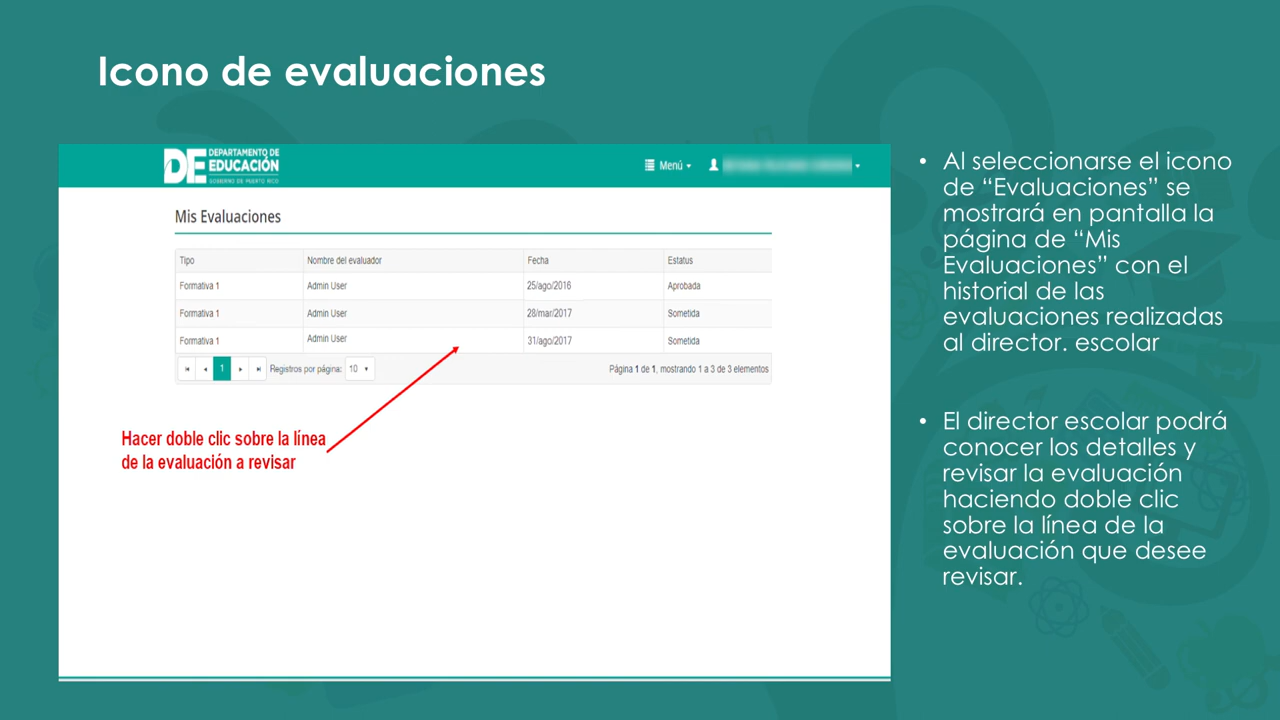 Icono de evaluaciones
DE DEPARTAMENTO DE
EDUCACIÓN
GOBIERNO DE PUERTO RICO
Menú
Mis Evaluaciones
Tipo Nombre del evaluador Fecha Estatus
Formativa 1 Admin User 25/ago/2016 Aprobada
Formativa 1 Admin User 28/mar/2017 Sometida
Formativa 1 Admin User 31/ago/2017 Sometida
1 Registros por página: 10 Página 1 de 1, mostrando 1 a 3 de 3 elementos
Hacer doble clic sobre la línea
de la evaluación a revisar
• Al seleccionarse el icono
de “Evaluaciones” se
mostrará en pantalla la
página de “Mis
Evaluaciones” con el
historial de las
evaluaciones realizadas
al director. escolar
• El director escolar podrá
conocer los detalles y
revisar la evaluación
haciendo doble clic
sobre la línea de la
evaluación que desee
revisar.